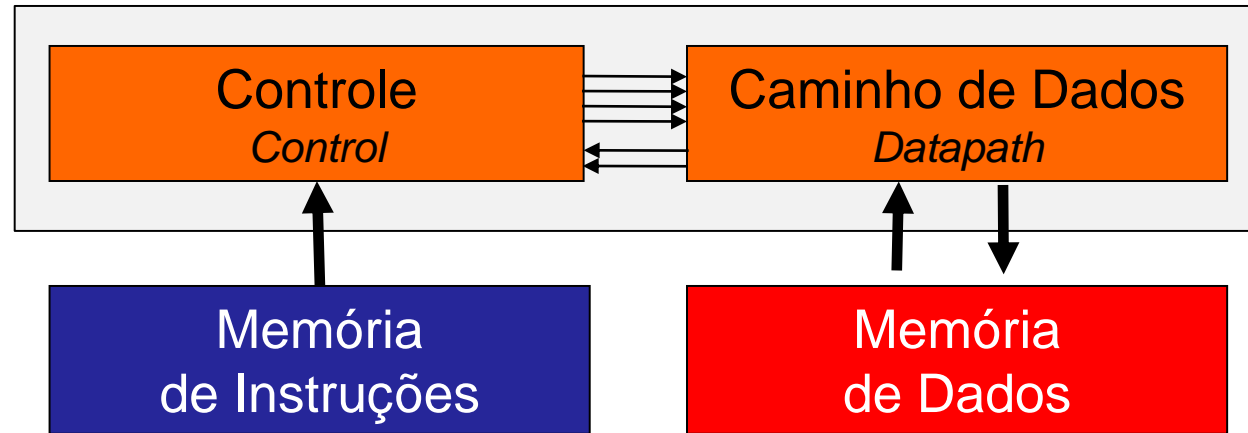 Controle
Control
Caminho de Dados
Datapath
Memória
de Instruções
Memória
de Dados